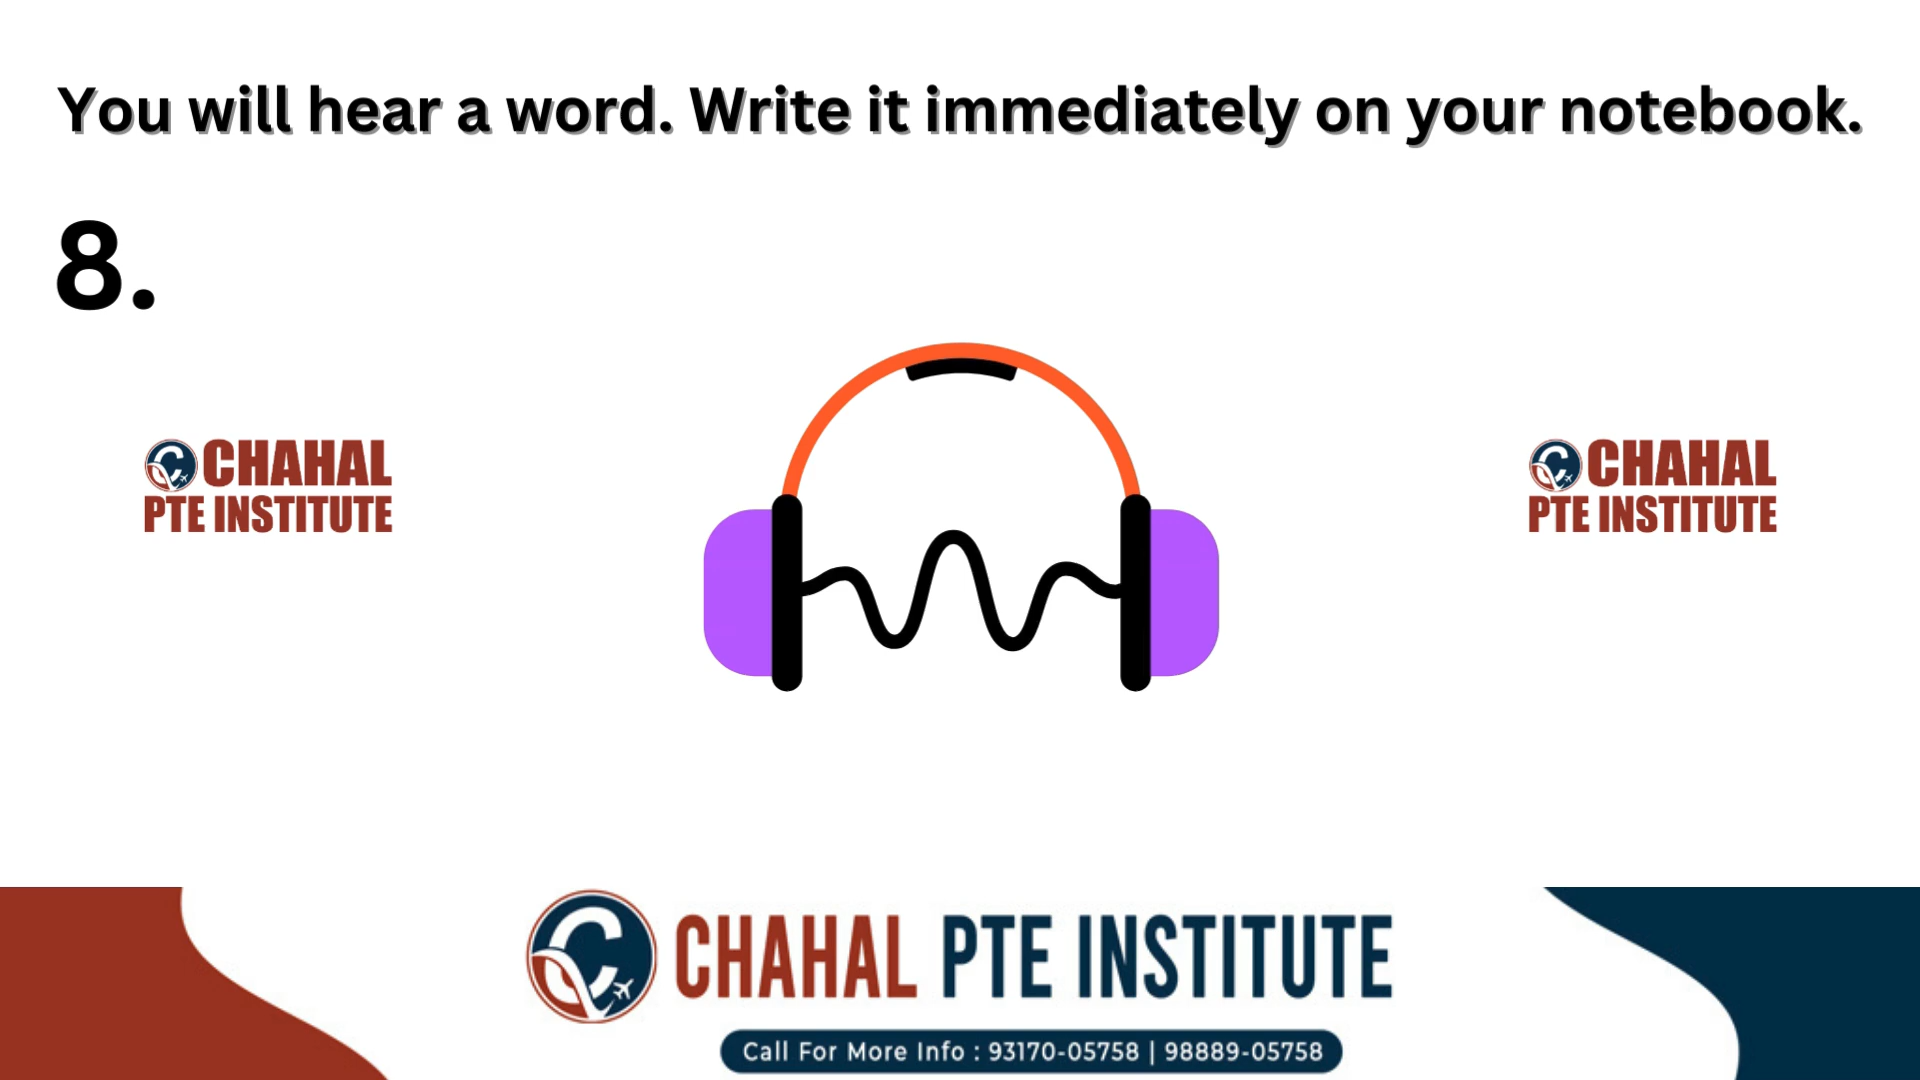 You will hear a word. Write it immediately on your notebook.
8.
CHAHAL
PTE INSTITUTE
CHAHAL
PTE INSTITUTE
CHAHAL PTE INSTITUTE
Call For More Info : 93170-05758 | 98889-05758